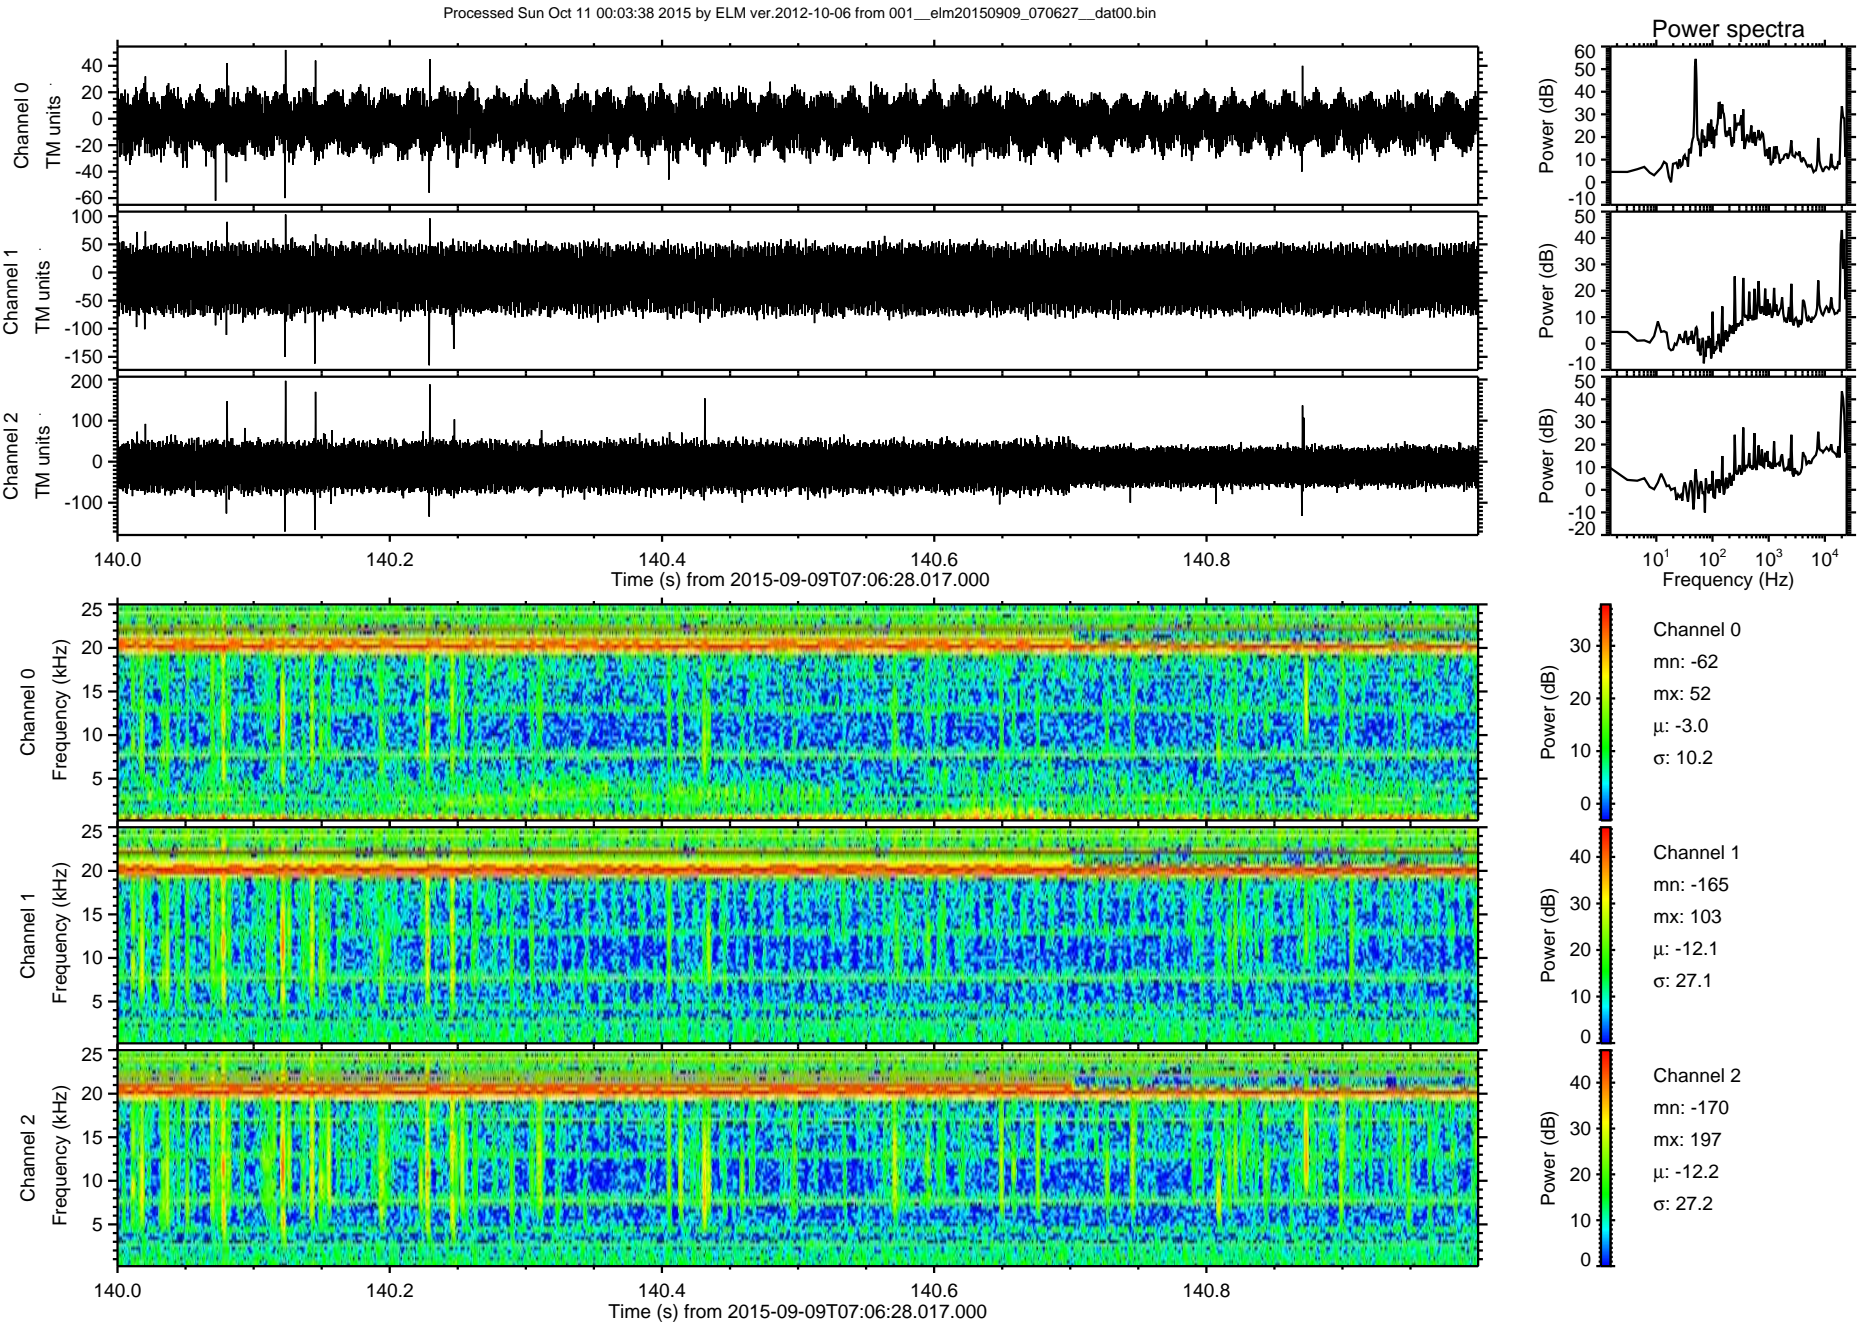 Processed Sun Oct 11 00:03:38 2015 by ELM ver.2012-10-06 from 001__elm20150909_070627__dat00.bin
Power spectra
Channel 0
TM units
40
20
0
-20
-40
-60
Power (dB)
60
50
40
30
20
10
0
-10
Channel 1
TM units
100
50
0
-50
-100
-150
Power (dB)
50
40
30
20
10
0
-10
Channel 2
TM units
200
100
0
-100
Power (dB)
50
40
30
20
10
0
-10
-20
140.0 140.2 140.4 140.6 140.8
Time (s) from 2015-09-09T07:06:28.017.000
10^1 10^2 10^3 10^4
Frequency (Hz)
Channel 0
Frequency (kHz)
25
20
15
10
5
Power (dB)
30
20
10
0
Channel 0
mn: -62
mx: 52
μ: -3.0
σ: 10.2
Channel 1
Frequency (kHz)
25
20
15
10
5
Power (dB)
40
30
20
10
0
Channel 1
mn: -165
mx: 103
μ: -12.1
σ: 27.1
Channel 2
Frequency (kHz)
25
20
15
10
5
Power (dB)
40
30
20
10
0
Channel 2
mn: -170
mx: 197
μ: -12.2
σ: 27.2
140.0 140.2 140.4 140.6 140.8
Time (s) from 2015-09-09T07:06:28.017.000